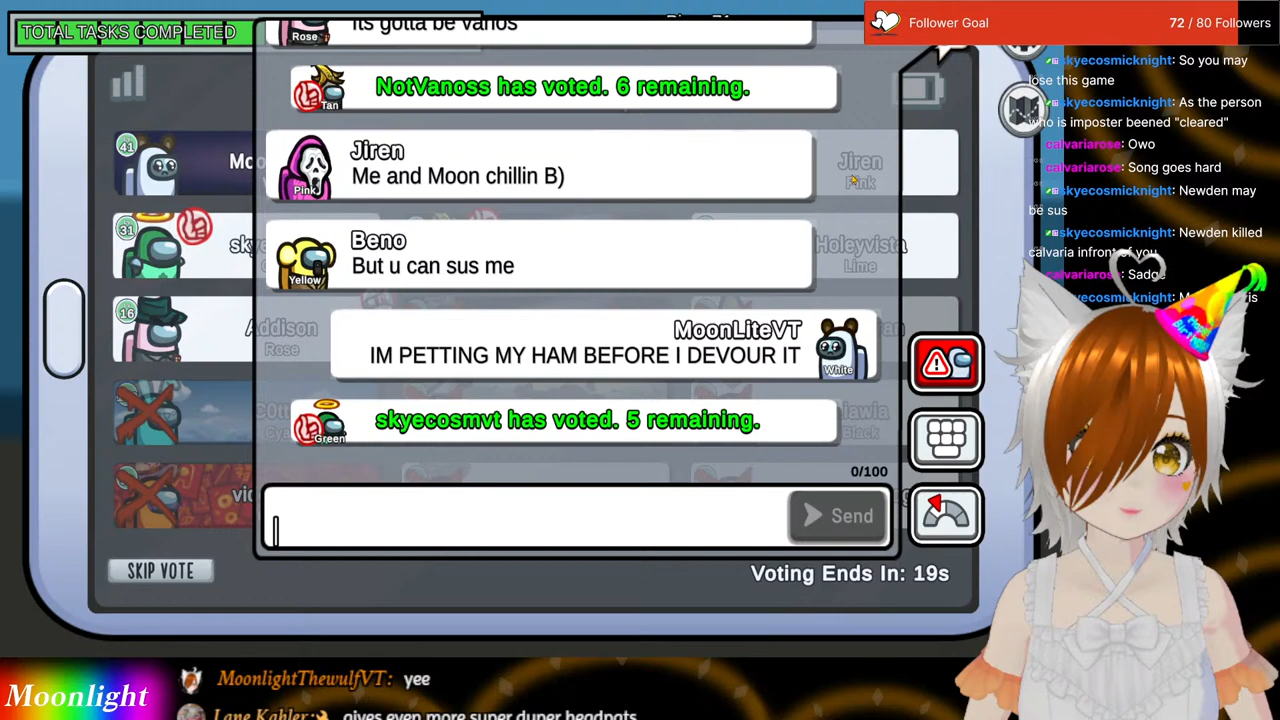 TOTAL TASKS COMPLETED
Follower Goal
72 / 80 Followers
Its gotta be vanos
Rose
NotVanoss has voted. 6 remaining.
Tan
Jiren
Me and Moon chillin B)
Pink
Beno
But u can sus me
Yellow
MoonLiteVT
IM PETTING MY HAM BEFORE I DEVOUR IT
White
skyecosmvt has voted. 5 remaining.
Green
0/100
Send
SKIP VOTE
Voting Ends In: 19s
41
31
16
Jiren
Pink
Holeyvista
Lime
Addison
Rose
Black
skyecosmicknight: So you may
lose this game
skyecosmicknight: As the person
who is imposter beened "cleared"
calvariarose: Owo
calvariarose: Song goes hard
skyecosmicknight: Newden may
be sus
skyecosmicknight: Newden killed
calvaria infront of you
calvariarose: Sadge
Moonlight
MoonlightThewulfVT: yee
Lane Kahler: gives even more super duper headpats